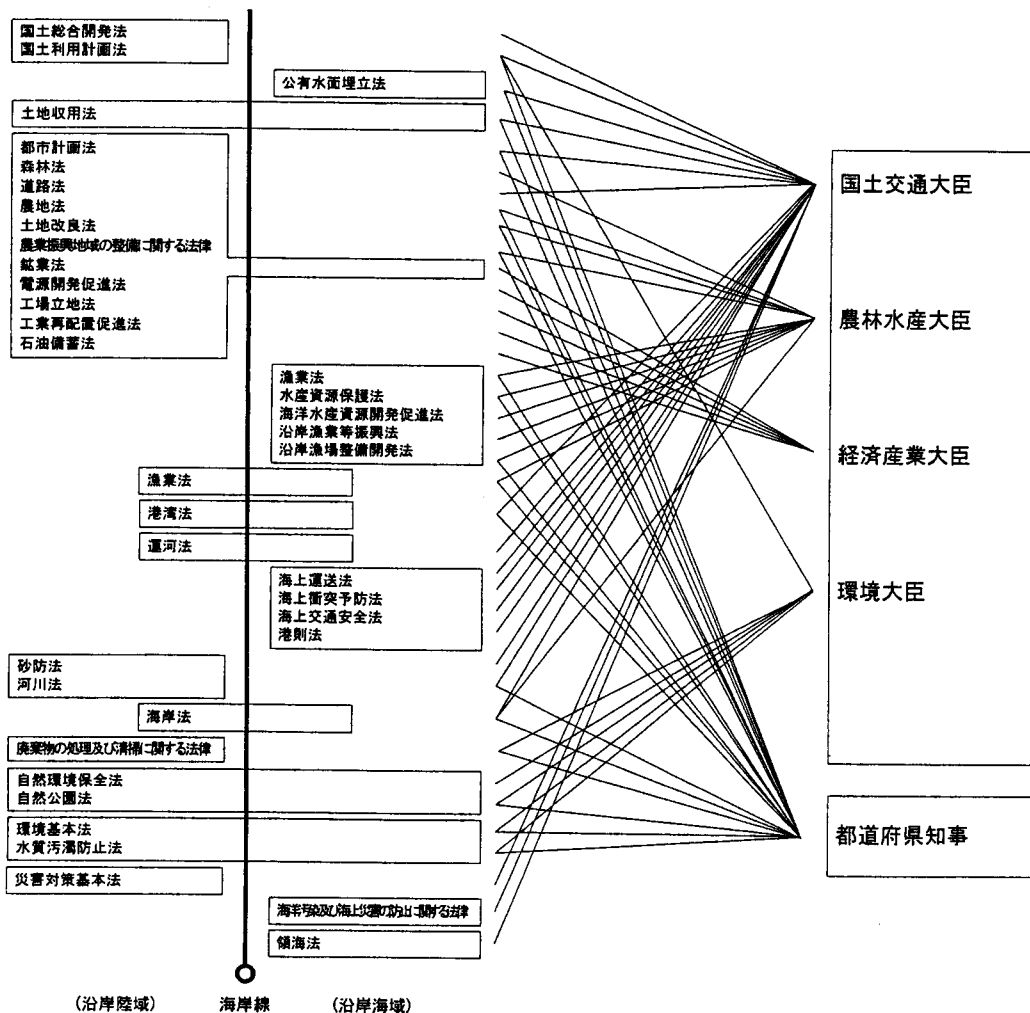 国土総合開発法
国土利用計画法
公有水面埋立法
土地収用法
都市計画法
森林法
道路法
農地法
土地改良法
農業振興地域の整備に関する法律
鉱業法
電源開発促進法
工場立地法
工業再配置促進法
石油備蓄法
漁業法
水産資源保護法
海洋水産資源開発促進法
沿岸漁業等振興法
沿岸漁場整備開発法
漁業法
港湾法
運河法
海上運送法
海上衝突予防法
海上交通安全法
港則法
砂防法
河川法
海岸法
廃棄物の処理及び清掃に関する法律
自然環境保全法
自然公園法
環境基本法
水質汚濁防止法
災害対策基本法
海洋汚染及び海上災害の防止に関する法律
領海法
(沿岸陸域) 海岸線 (沿岸海域)
国土交通大臣
農林水産大臣
経済産業大臣
環境大臣
都道府県知事